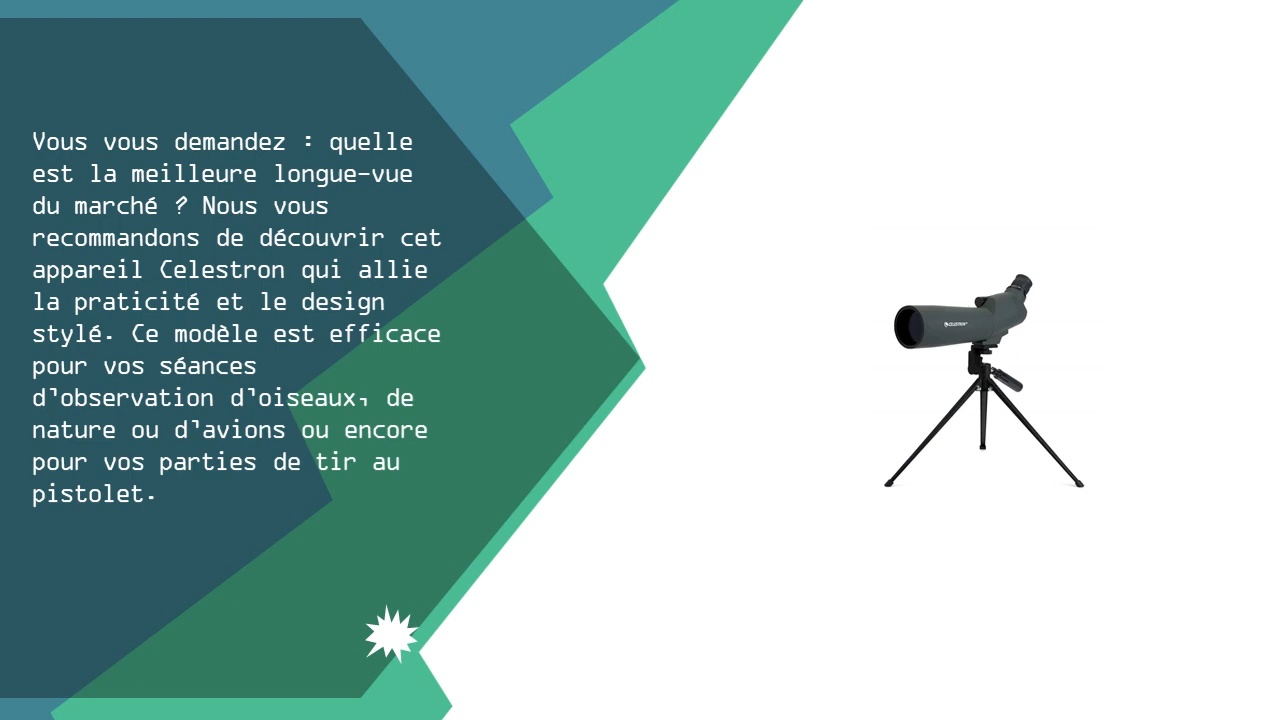 Vous vous demandez : quelle
est la meilleure longue-vue
du marché ? Nous vous
recommandons de découvrir cet
appareil Celestron qui allie
la praticité et le design
stylé. Ce modèle est efficace
pour vos séances
d'observation d'oiseaux, de
nature ou d'avions ou encore
pour vos parties de tir au
pistolet.
CELESTRON